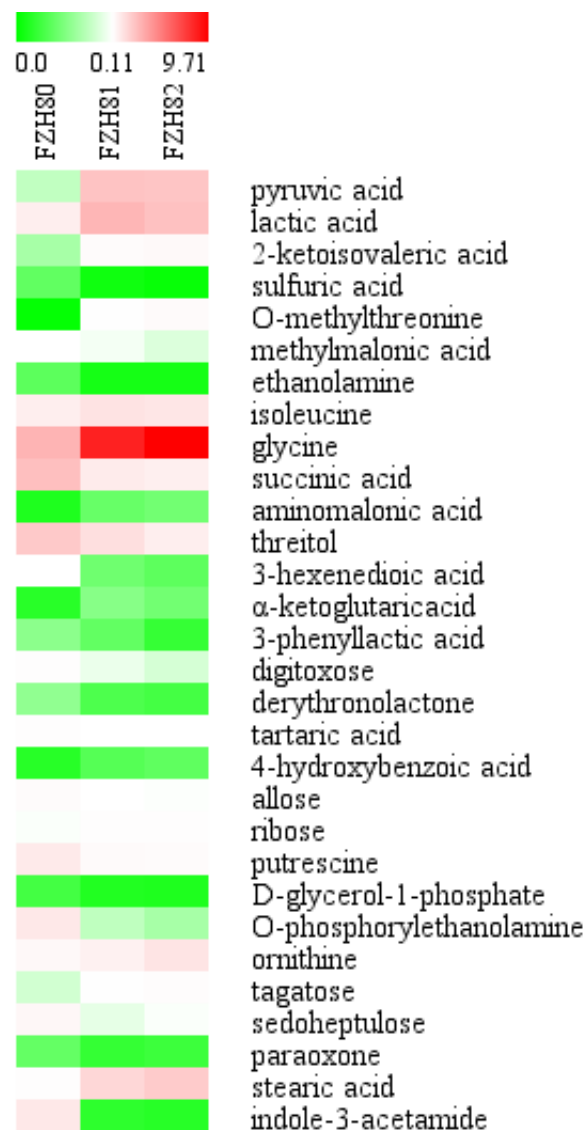 0.0 0.11 9.71
FZH80 FZH81 FZH82
pyruvic acid
lactic acid
2-ketoisovaleric acid
sulfuric acid
O-methylthreonine
methylmalonic acid
ethanolamine
isoleucine
glycine
succinic acid
aminomalonic acid
threitol
3-hexenedioic acid
α-ketoglutaricacid
3-phenyllactic acid
digitoxose
derythronolactone
tartaric acid
4-hydroxybenzoic acid
allose
ribose
putrescine
D-glycerol-1-phosphate
O-phosphorylethanolamine
ornithine
tagatose
sedoheptulose
paraoxone
stearic acid
indole-3-acetamide